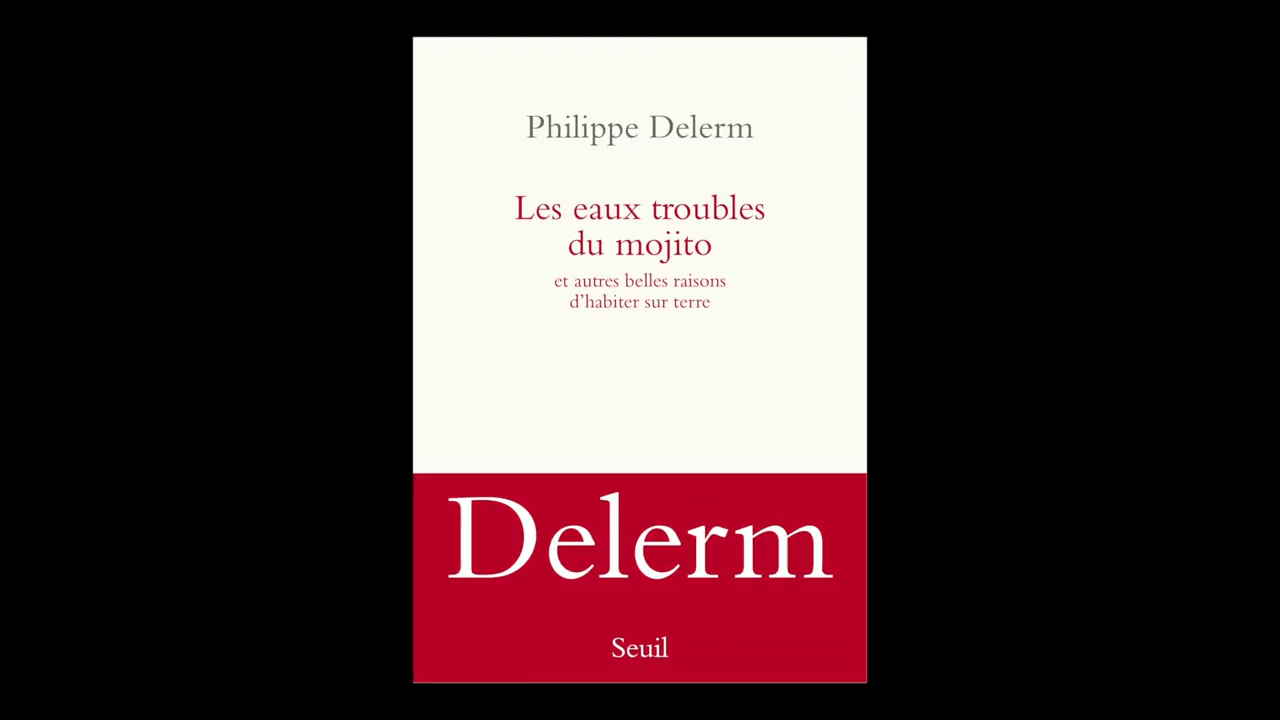 Philippe Delerm
Les eaux troubles
du mojito
et autres belles raisons
d'habiter sur terre
Delerm
Seuil